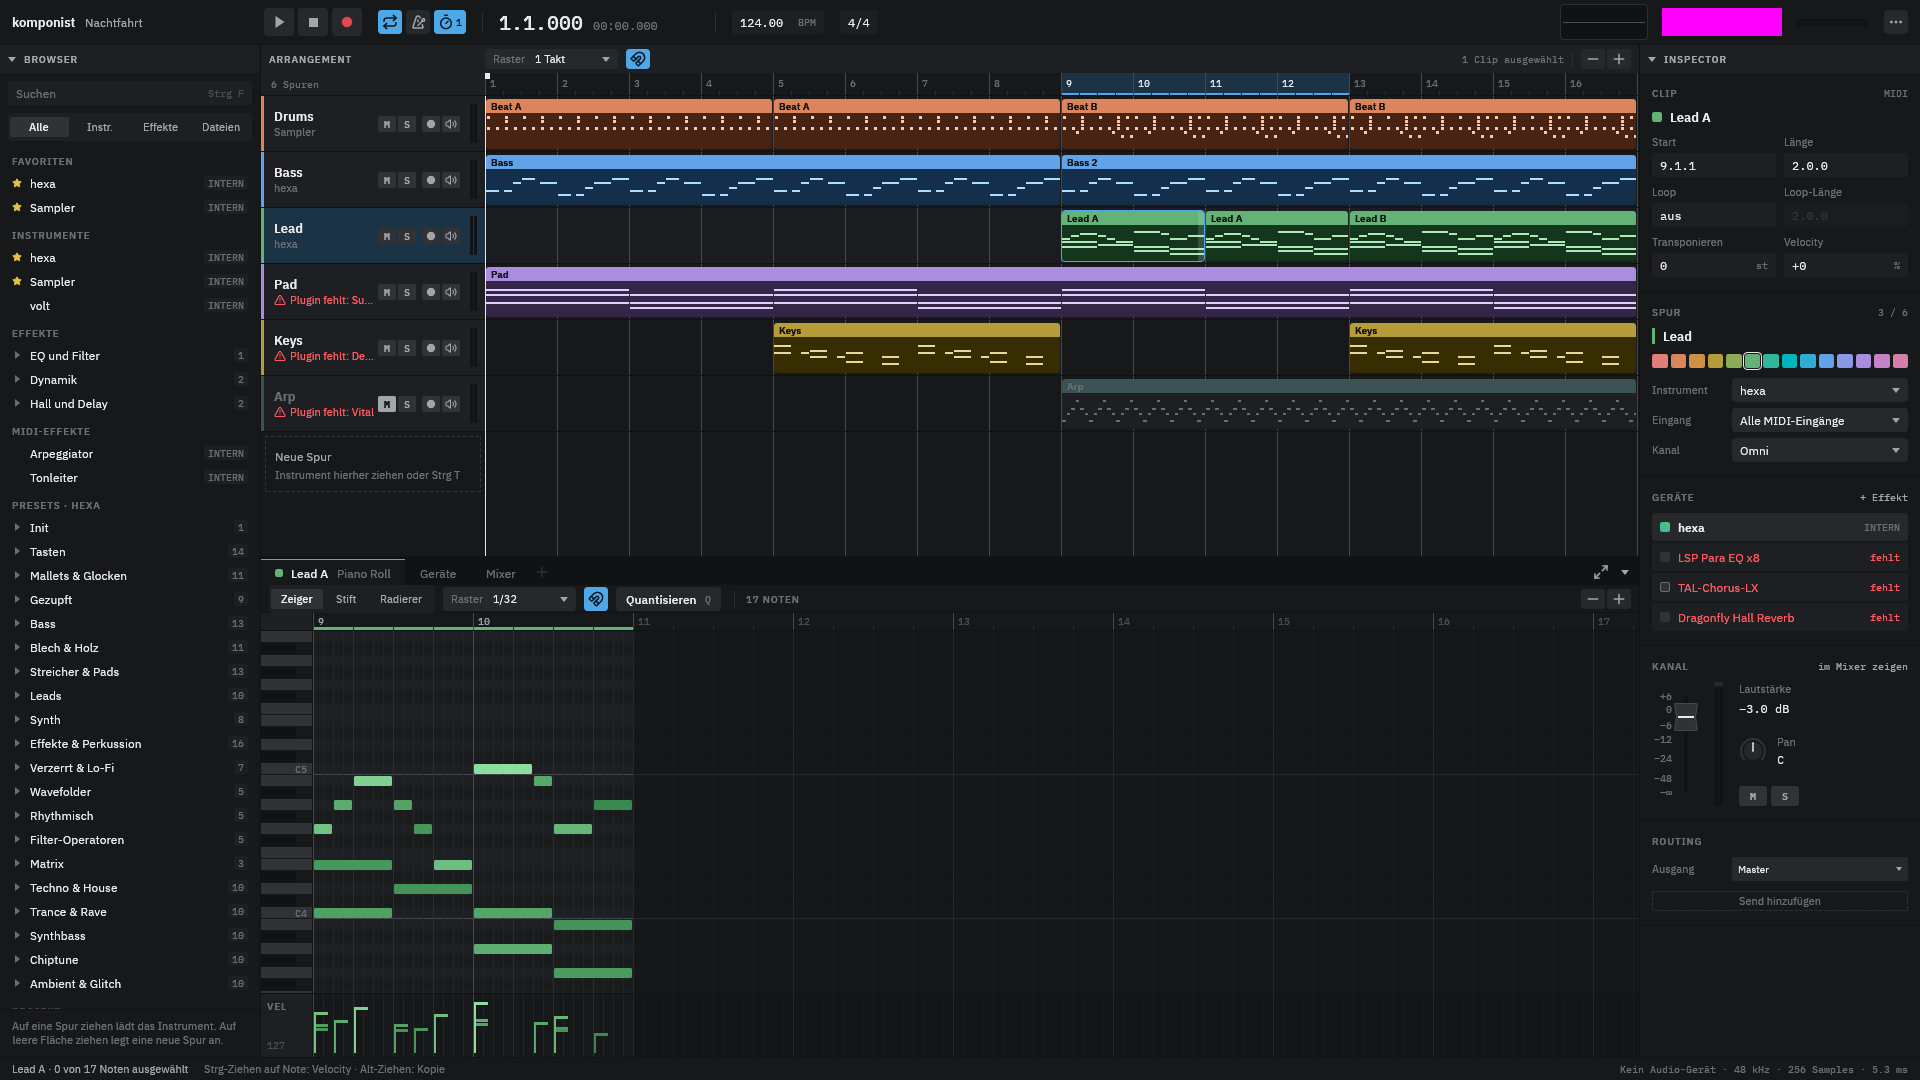 komponist Nachtfahrt
1 1.1.000 00:00.000 124.00 BPM 4/4
BROWSER
Suchen Strg F
Alle Instr. Effekte Dateien
FAVORITEN
hexa INTERN
Sampler INTERN
INSTRUMENTE
hexa INTERN
Sampler INTERN
volt INTERN
EFFEKTE
EQ und Filter 1
Dynamik 2
Hall und Delay 2
MIDI-EFFEKTE
Arpeggiator INTERN
Tonleiter INTERN
PRESETS · HEXA
Init 1
Tasten 14
Mallets & Glocken 11
Gezupft 9
Bass 13
Blech & Holz 11
Streicher & Pads 13
Leads 10
Synth 8
Effekte & Perkussion 16
Verzerrt & Lo-Fi 7
Wavefolder 5
Rhythmisch 5
Filter-Operatoren 5
Matrix 3
Techno & House 10
Trance & Rave 10
Synthbass 10
Chiptune 10
Ambient & Glitch 10
Auf eine Spur ziehen lädt das Instrument. Auf
leere Fläche ziehen legt eine neue Spur an.
ARRANGEMENT Raster 1 Takt 1 Clip ausgewählt
6 Spuren 1 2 3 4 5 6 7 8 9 10 11 12 13 14 15 16
Drums
Sampler
M S
Beat A Beat A Beat B Beat B
Bass
hexa
M S
Bass Bass 2
Lead
hexa
M S
Lead A Lead A Lead B
Pad
Plugin fehlt: Su...
M S
Pad
Keys
Plugin fehlt: De...
M S
Keys Keys
Arp
Plugin fehlt: Vital
M S
Arp
Neue Spur
Instrument hierher ziehen oder Strg T
Lead A Piano Roll Geräte Mixer
Zeiger Stift Radierer Raster 1/32 Quantisieren Q 17 NOTEN
9 10 11 12 13 14 15 16 17
C5
C4
VEL
127
INSPECTOR
CLIP MIDI
Lead A
Start Länge
9.1.1 2.0.0
Loop Loop-Länge
aus 2.0.0
Transponieren Velocity
0 st +0 %
SPUR 3 / 6
Lead
Instrument hexa
Eingang Alle MIDI-Eingänge
Kanal Omni
GERÄTE + Effekt
hexa INTERN
LSP Para EQ x8 fehlt
TAL-Chorus-LX fehlt
Dragonfly Hall Reverb fehlt
KANAL im Mixer zeigen
+6
0
−6
−12
−24
−48
−∞
Lautstärke
−3.0 dB
Pan
C
M S
ROUTING
Ausgang Master
Send hinzufügen
Lead A · 0 von 17 Noten ausgewählt Strg-Ziehen auf Note: Velocity · Alt-Ziehen: Kopie
Kein Audio-Gerät · 48 kHz · 256 Samples · 5.3 ms